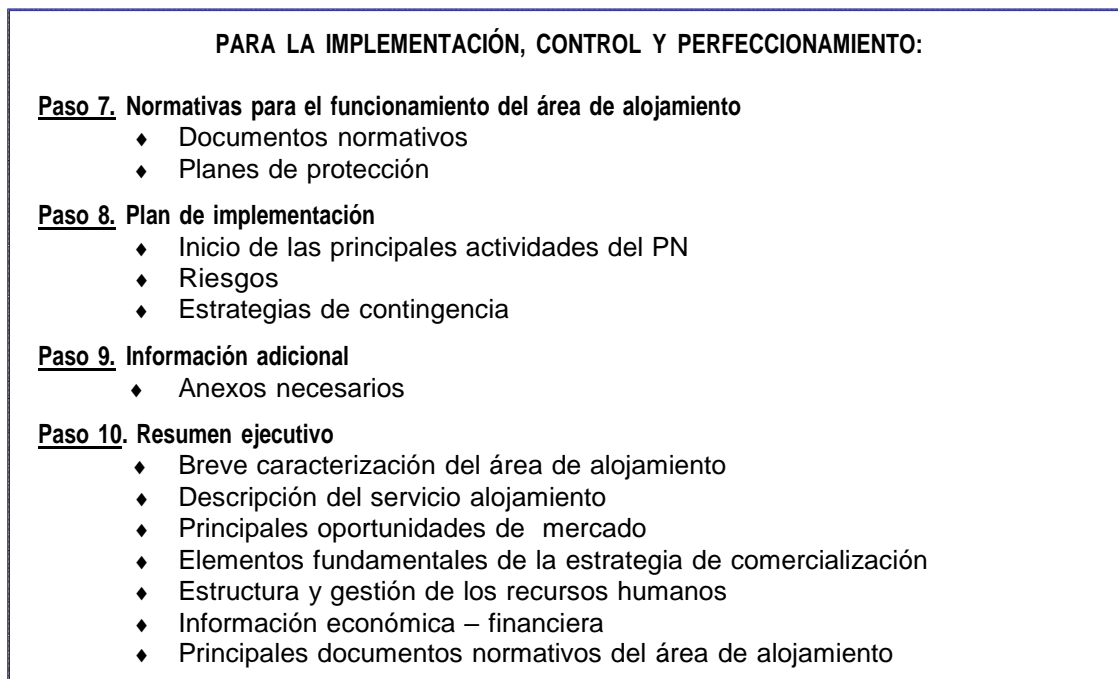 PARA LA IMPLEMENTACIÓN, CONTROL Y PERFECCIONAMIENTO:
Paso 7. Normativas para el funcionamiento del área de alojamiento
♦ Documentos normativos
♦ Planes de protección
Paso 8. Plan de implementación
♦ Inicio de las principales actividades del PN
♦ Riesgos
♦ Estrategias de contingencia
Paso 9. Información adicional
♦ Anexos necesarios
Paso 10. Resumen ejecutivo
♦ Breve caracterización del área de alojamiento
♦ Descripción del servicio alojamiento
♦ Principales oportunidades de mercado
♦ Elementos fundamentales de la estrategia de comercialización
♦ Estructura y gestión de los recursos humanos
♦ Información económica – financiera
♦ Principales documentos normativos del área de alojamiento